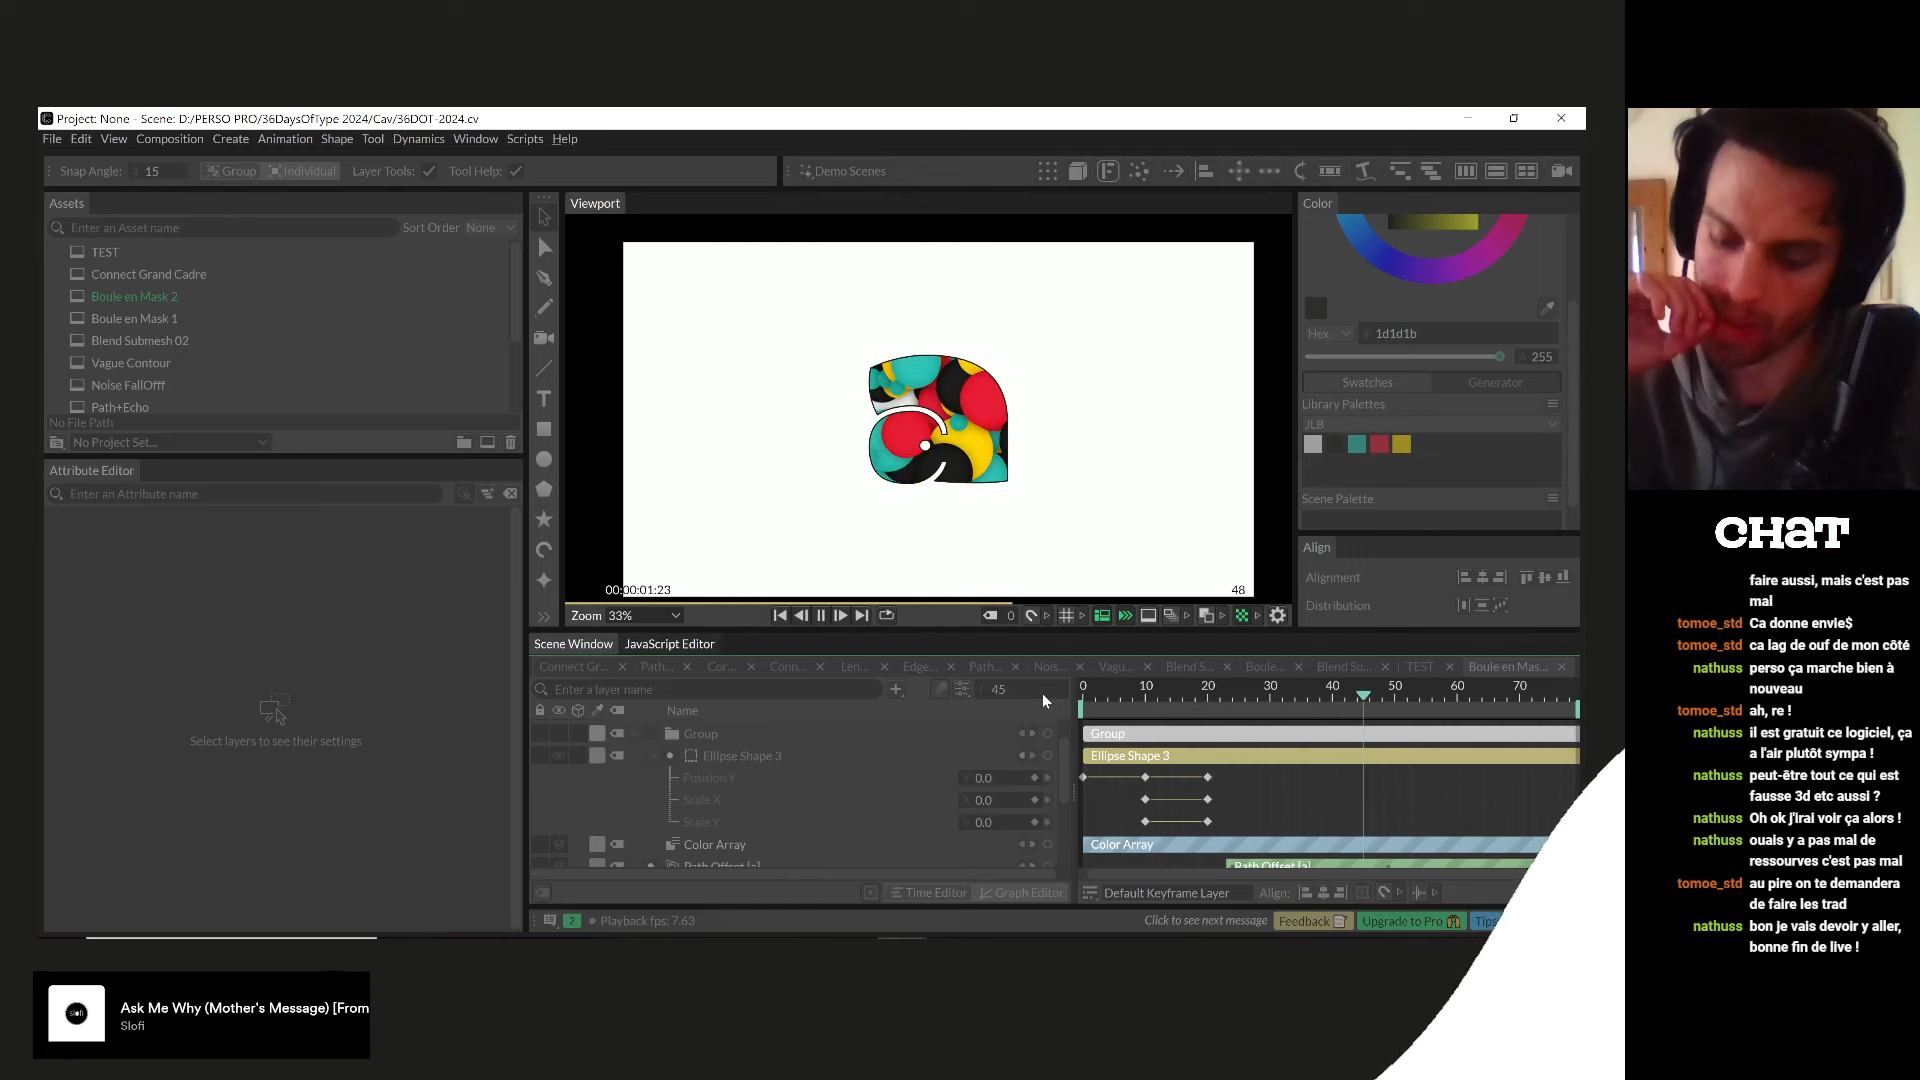 Project: None - Scene: D:/PERSO PRO/36DaysOfType 2024/Cav/36DOT-2024.cv
File Edit View Composition Create Animation Shape Tool Dynamics Window Scripts Help
Snap Angle: 15 Group Individual Layer Tools: Tool Help: Demo Scenes
Assets
Enter an Asset name Sort Order None
TEST
Connect Grand Cadre
Boule en Mask 2
Boule en Mask 1
Blend Submesh 02
Vague Contour
Noise FallOfff
Path+Echo
No File Path
No Project Set...
Attribute Editor
Enter an Attribute name
Select layers to see their settings
Viewport
00:00:01:23 48
Zoom 33% 0
Color
Hex # 1d1d1b
A 255
Swatches Generator
Library Palettes
JLB
Scene Palette
Align
Alignment
Distribution
Scene Window JavaScript Editor
Connect Gr... Path... Cor... Conn... Len... Edge... Path... Nois... Vagu... Blend S... Boule... Blend Su... TEST Boule en Mas...
Enter a layer name 45
0 10 20 30 40 50 60 70
Name
Group Group
Ellipse Shape 3 Ellipse Shape 3
Position.Y Y 0.0
Scale.X X 0.0
Scale.Y Y 0.0
Color Array Color Array
Path Offset [a] Path Offset [a]
Time Editor Graph Editor Default Keyframe Layer Align:
2 Playback fps: 7.63 Click to see next message Feedback Upgrade to Pro Tips
Ask Me Why (Mother's Message) [From
Slofi
slofi
CHAT
faire aussi, mais c'est pas
mal
tomoe_std Ca donne envie$
tomoe_std ca lag de ouf de mon côté
nathuss perso ça marche bien à
nouveau
tomoe_std ah, re !
nathuss il est gratuit ce logiciel, ça
a l'air plutôt sympa !
nathuss peut-être tout ce qui est
fausse 3d etc aussi ?
nathuss Oh ok j'irai voir ça alors !
nathuss ouais y a pas mal de
ressourves c'est pas mal
tomoe_std au pire on te demandera
de faire les trad
nathuss bon je vais devoir y aller,
bonne fin de live !